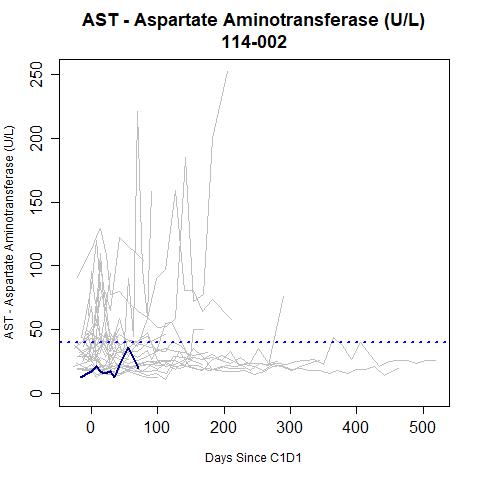 AST - Aspartate Aminotransferase (U/L)
114-002
AST - Aspartate Aminotransferase (U/L)
250
200
150
100
50
0
0 100 200 300 400 500
Days Since C1D1